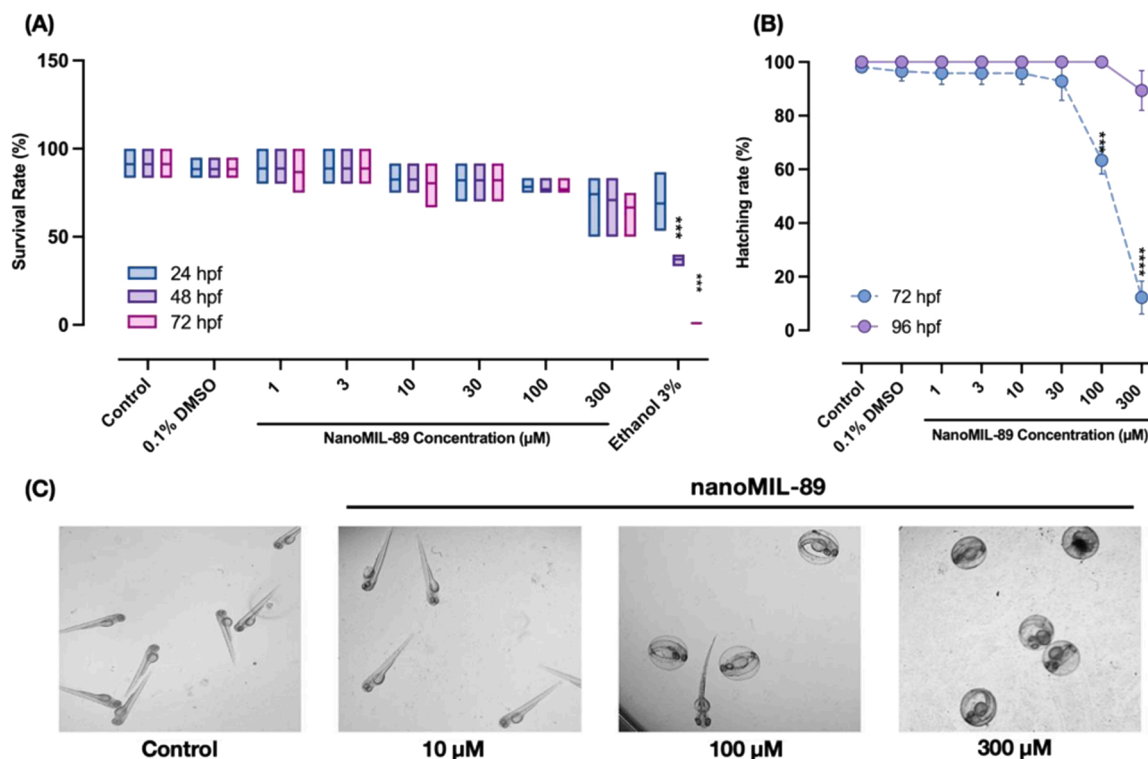 (A)
Survival Rate (%)
150
100
50
0
24 hpf
48 hpf
72 hpf
***
***
Control
0.1% DMSO
1
3
10
30
100
300
Ethanol 3%
NanoMIL-89 Concentration (µM)
(B)
Hatching rate (%)
100
80
60
40
20
0
72 hpf
96 hpf
***
****
Control
0.1% DMSO
1
3
10
30
100
300
NanoMIL-89 Concentration (µM)
(C)
nanoMIL-89
Control
10 µM
100 µM
300 µM